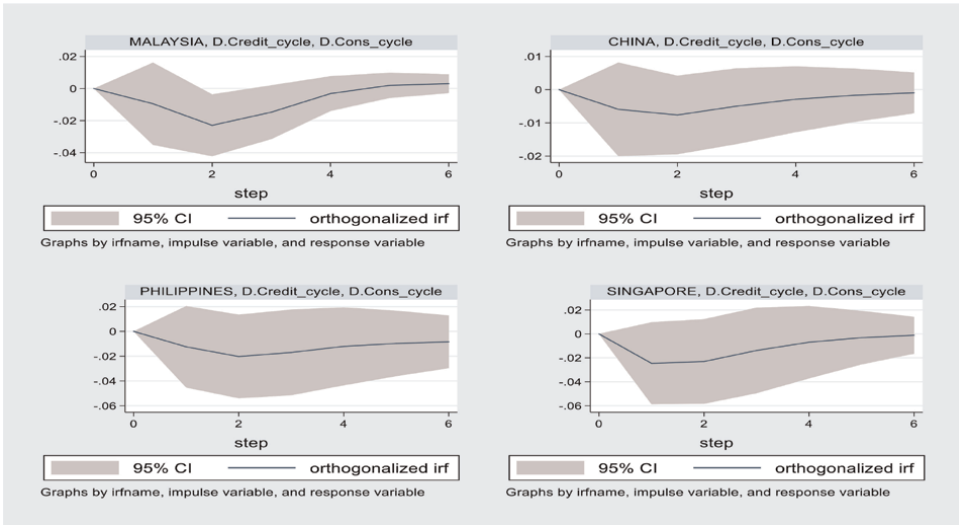 MALAYSIA, D.Credit_cycle, D.Cons_cycle
.02
0
-.02
-.04
0
2
4
6
step
95% CI
orthogonalized irf
Graphs by irfname, impulse variable, and response variable
CHINA, D.Credit_cycle, D.Cons_cycle
.01
0
-.01
-.02
0
2
4
6
step
95% CI
orthogonalized irf
Graphs by irfname, impulse variable, and response variable
PHILIPPINES, D.Credit_cycle, D.Cons_cycle
.02
0
-.02
-.04
-.06
0
2
4
6
step
95% CI
orthogonalized irf
Graphs by irfname, impulse variable, and response variable
SINGAPORE, D.Credit_cycle, D.Cons_cycle
.02
0
-.02
-.04
-.06
0
2
4
6
step
95% CI
orthogonalized irf
Graphs by irfname, impulse variable, and response variable